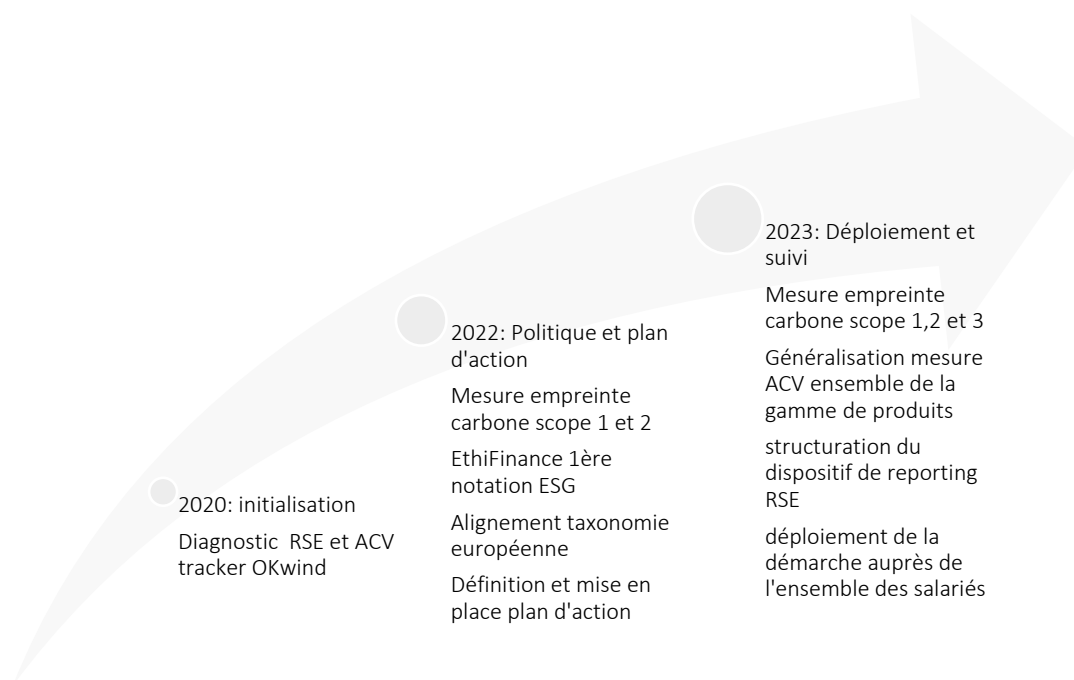 2020: initialisation
Diagnostic  RSE et ACV
tracker OKwind
2022: Politique et plan
d'action
Mesure empreinte
carbone scope 1 et 2
EthiFinance 1ère
notation ESG
Alignement taxonomie
européenne
Définition et mise en
place plan d'action
2023: Déploiement et
suivi
Mesure empreinte
carbone scope 1,2 et 3
Généralisation mesure
ACV ensemble de la
gamme de produits
structuration du
dispositif de reporting
RSE
déploiement de la
démarche auprès de
l'ensemble des salariés